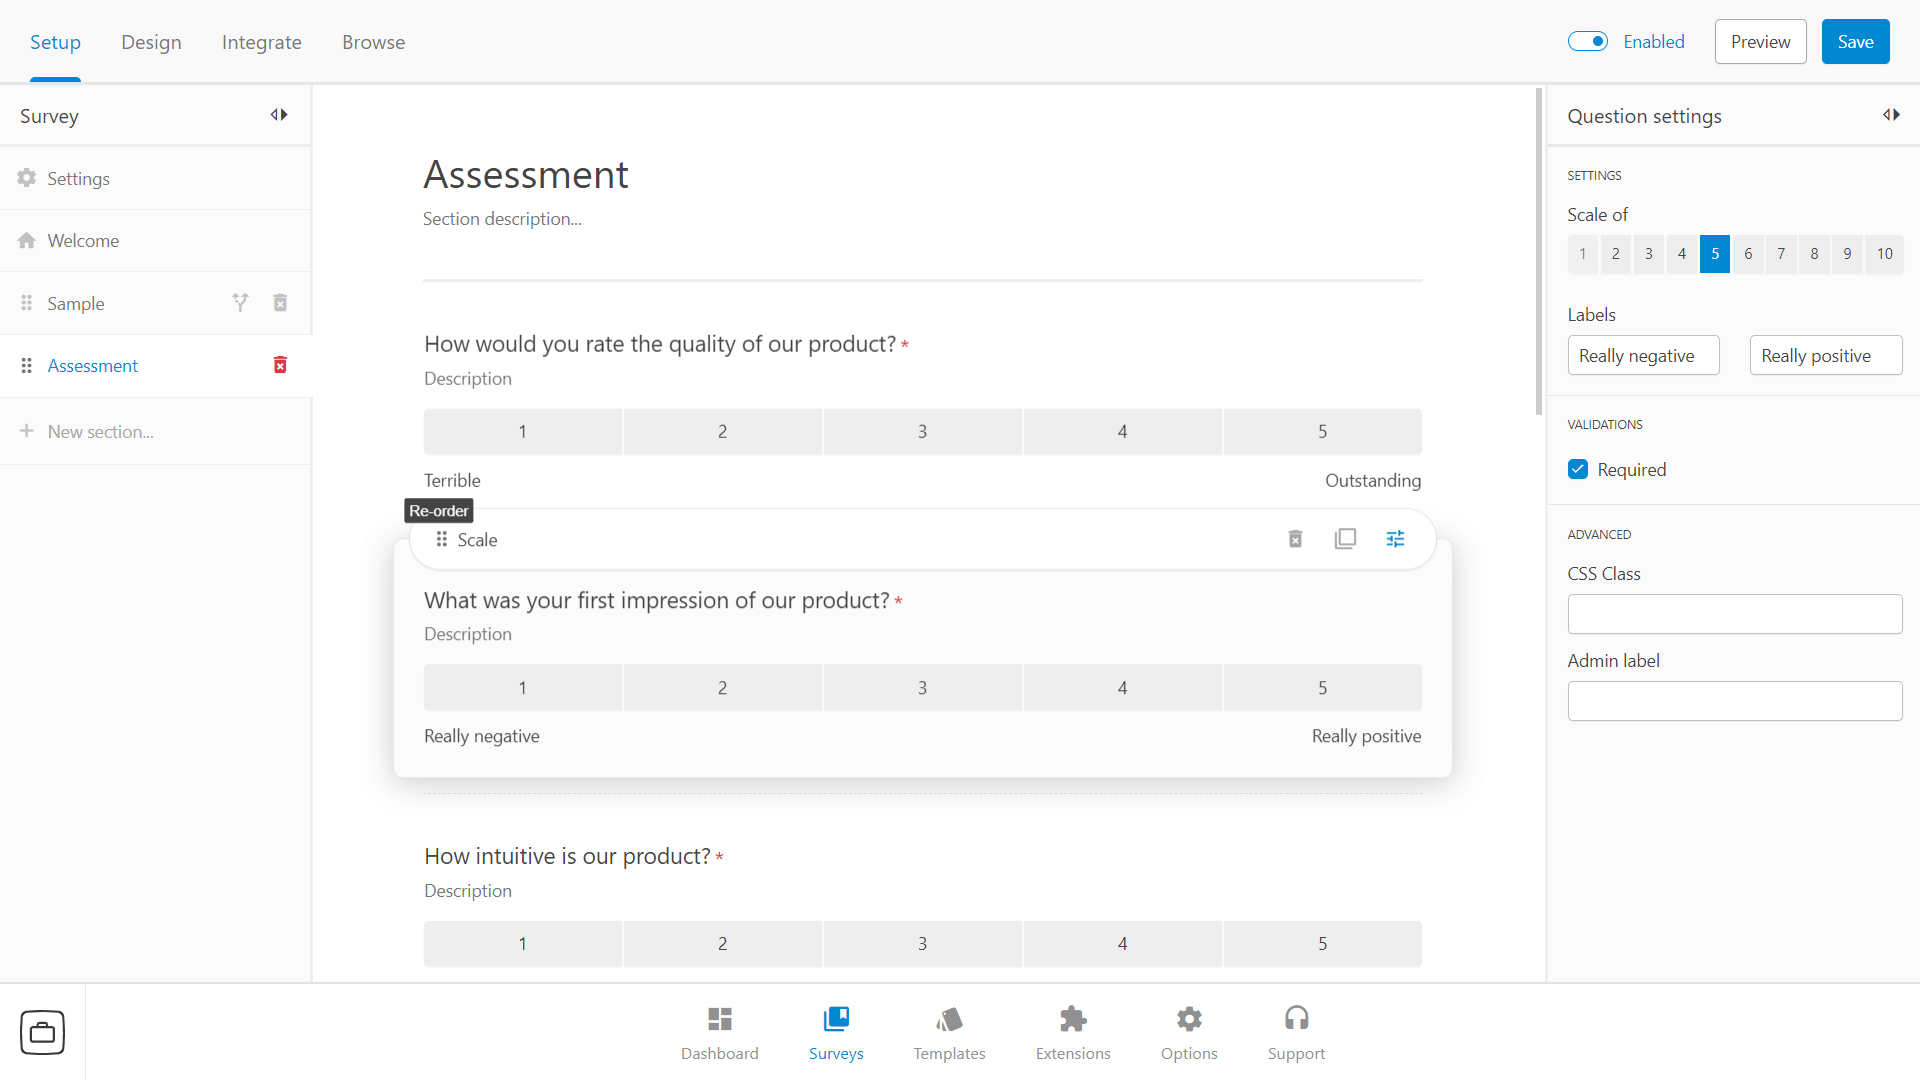 Setup Design Integrate Browse Enabled Preview Save
Survey
Settings
Welcome
Sample
Assessment
New section...
Assessment
Section description...
How would you rate the quality of our product? *
Description
1 2 3 4 5
Terrible Outstanding
Re-order
Scale
What was your first impression of our product? *
Description
1 2 3 4 5
Really negative Really positive
How intuitive is our product? *
Description
1 2 3 4 5
Question settings
SETTINGS
Scale of
1 2 3 4 5 6 7 8 9 10
Labels
Really negative Really positive
VALIDATIONS
Required
ADVANCED
CSS Class
Admin label
Dashboard Surveys Templates Extensions Options Support